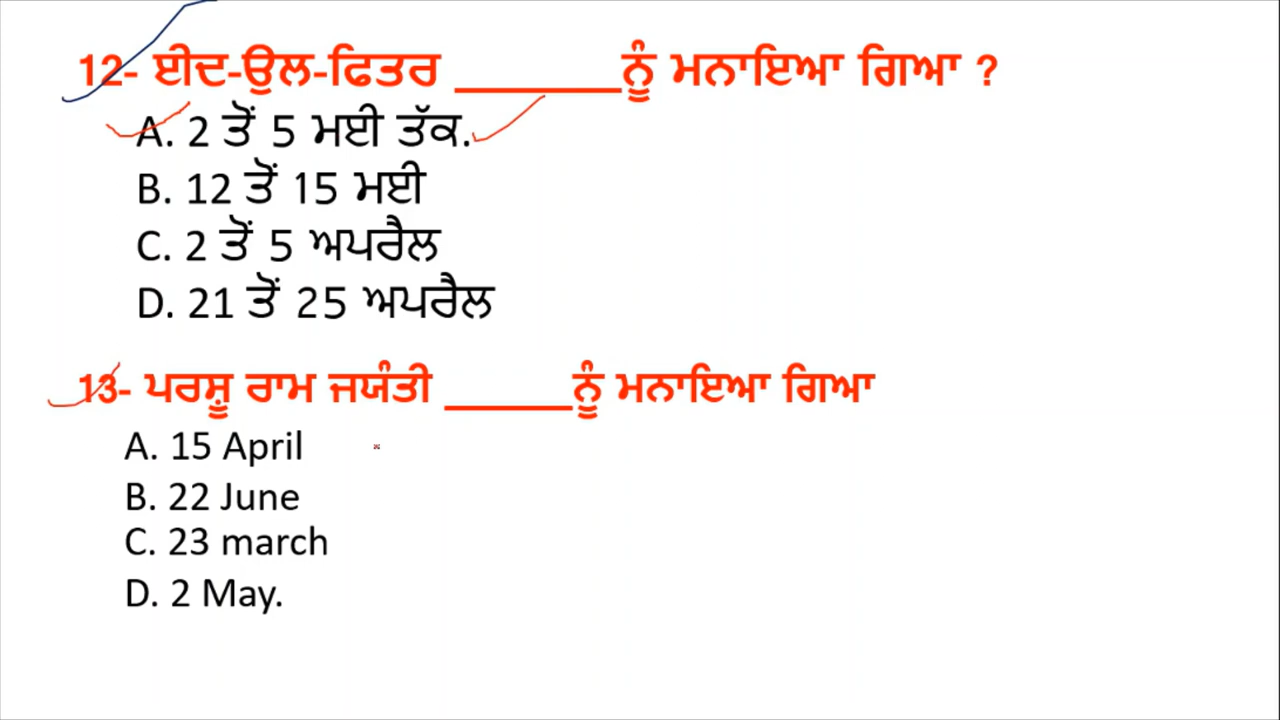 12- ਈਦ-ਉਲ-ਫਿਤਰ ________ਨੂੰ ਮਨਾਇਆ ਗਿਆ ?
A. 2 ਤੋਂ 5 ਮਈ ਤੱਕ.
B. 12 ਤੋਂ 15 ਮਈ
C. 2 ਤੋਂ 5 ਅਪਰੈਲ
D. 21 ਤੋਂ 25 ਅਪਰੈਲ
13- ਪਰਸ਼ੂ ਰਾਮ ਜਯੰਤੀ ______ਨੂੰ ਮਨਾਇਆ ਗਿਆ
A. 15 April
B. 22 June
C. 23 march
D. 2 May.